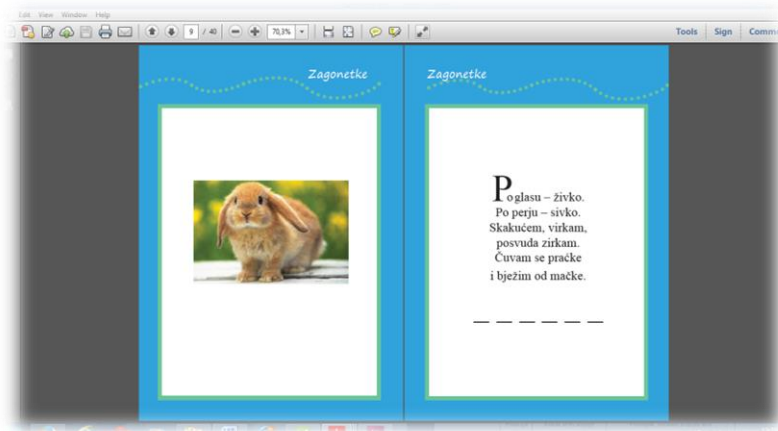 Edit View Window Help
9 / 40 70,3% Tools Sign Comm
Zagonetke
Zagonetke
Po glasu – živko.
Po perju – sivko.
Skakućem, virkam,
posvuda zirkam.
Čuvam se praćke
i bježim od mačke.
_ _ _ _ _ _